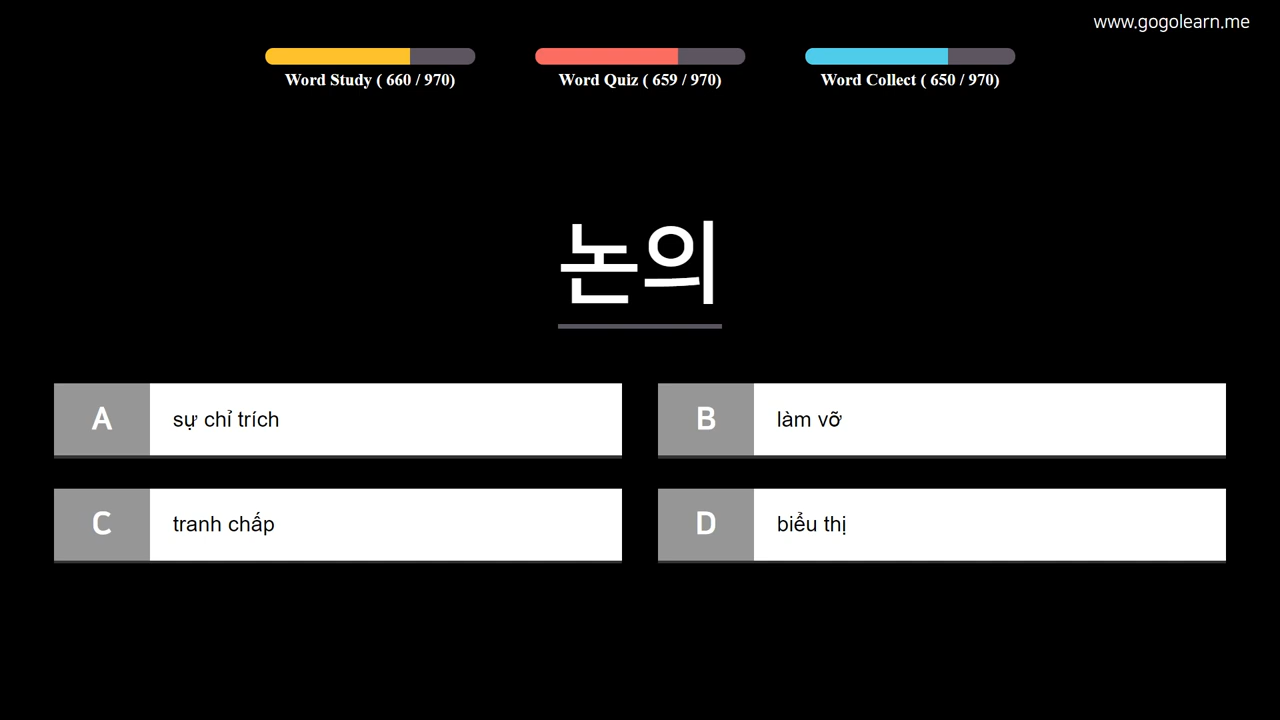 www.gogolearn.me
Word Study ( 660 / 970)
Word Quiz ( 659 / 970)
Word Collect ( 650 / 970)
논의
A sự chỉ trích
B làm vỡ
C tranh chấp
D biểu thị